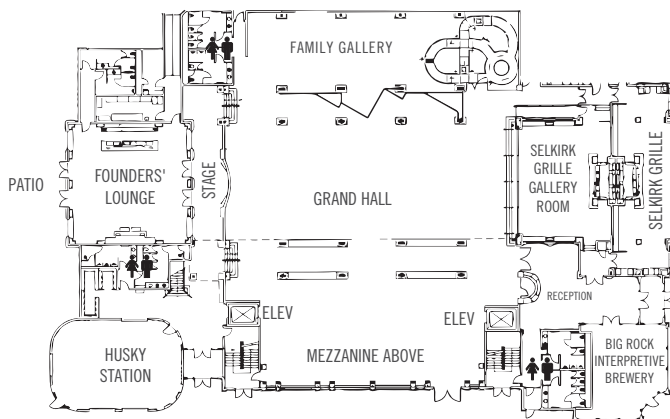 FAMILY GALLERY
PATIO
FOUNDERS'
LOUNGE
STAGE
GRAND HALL
SELKIRK
GRILLE
GALLERY
ROOM
SELKIRK GRILLE
RECEPTION
ELEV
ELEV
HUSKY
STATION
MEZZANINE ABOVE
BIG ROCK
INTERPRETIVE
BREWERY